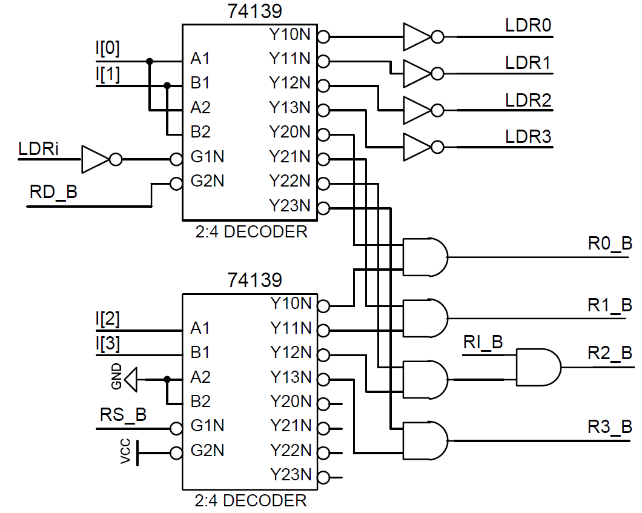 74139
I[0]
I[1]
LDRi
RD_B
A1
B1
A2
B2
G1N
G2N
Y10N
Y11N
Y12N
Y13N
Y20N
Y21N
Y22N
Y23N
LDR0
LDR1
LDR2
LDR3
2:4 DECODER
74139
I[2]
I[3]
GND
RS_B
VCC
A1
B1
A2
B2
G1N
G2N
Y10N
Y11N
Y12N
Y13N
Y20N
Y21N
Y22N
Y23N
2:4 DECODER
R0_B
R1_B
RI_B
R2_B
R3_B